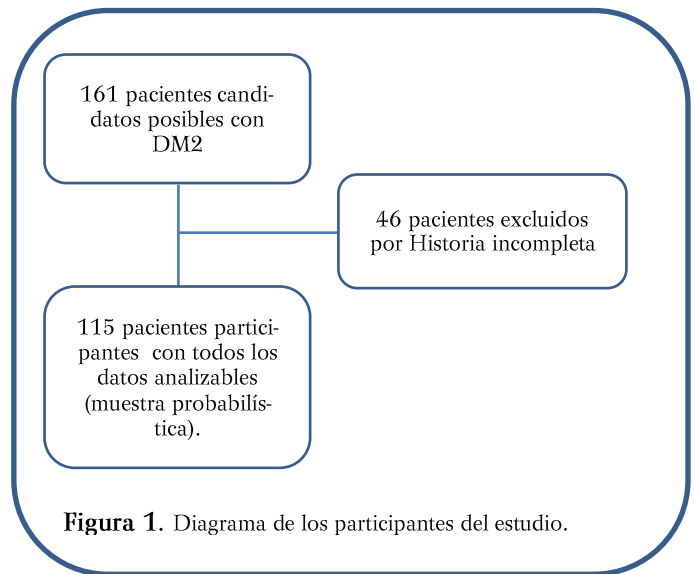 161 pacientes candi-
datos posibles con
DM2
46 pacientes excluidos
por Historia incompleta
115 pacientes partici-
pantes con todos los
datos analizables
(muestra probabilís-
tica).
Figura 1. Diagrama de los participantes del estudio.